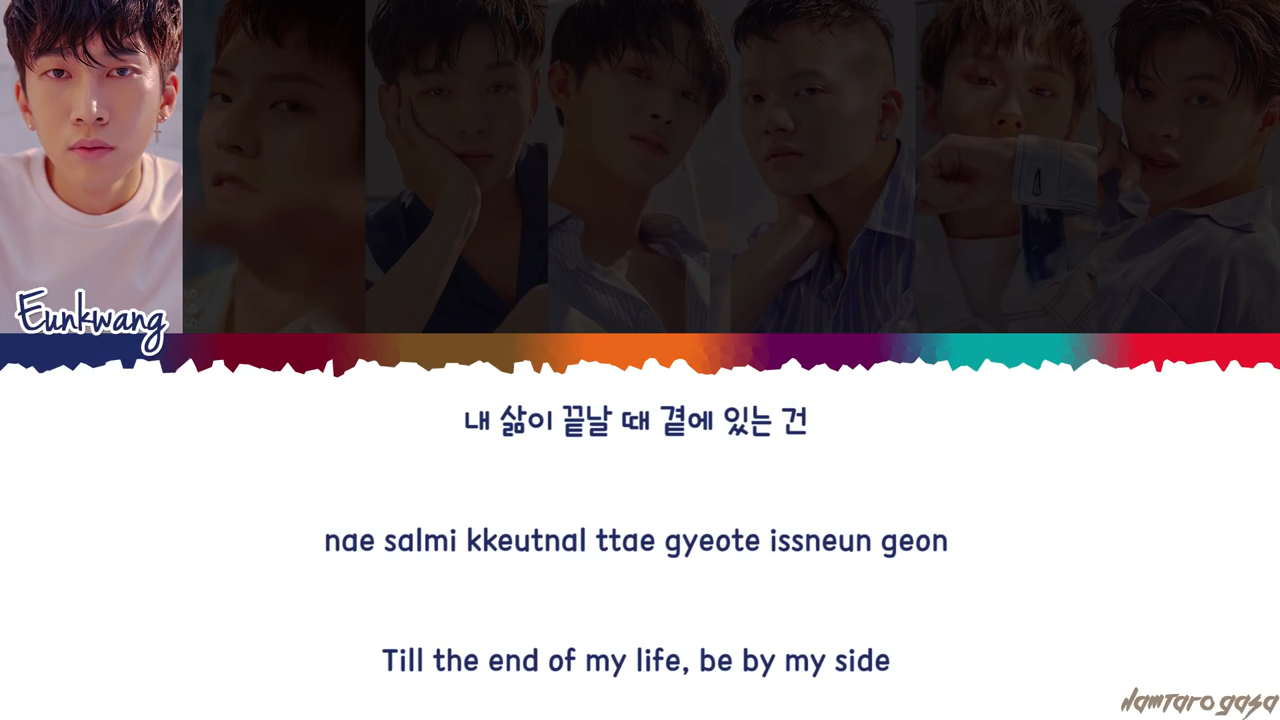 Eunkwang
내 삶이 끝날 때 곁에 있는 건
nae salmi kkeutnal ttae gyeote issneun geon
Till the end of my life, be by my side
Namtaro gasa